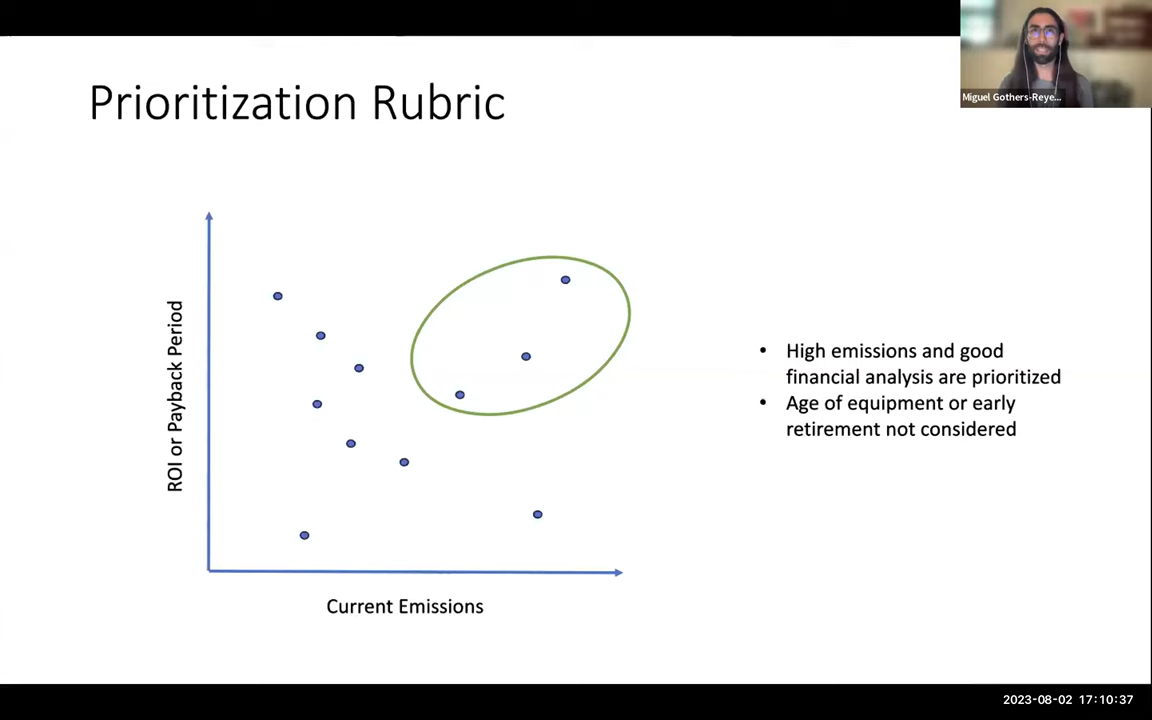 Miguel Gothers-Reye...
Prioritization Rubric
ROI or Payback Period
• High emissions and good
financial analysis are prioritized
• Age of equipment or early
retirement not considered
Current Emissions
2023-08-02 17:10:37